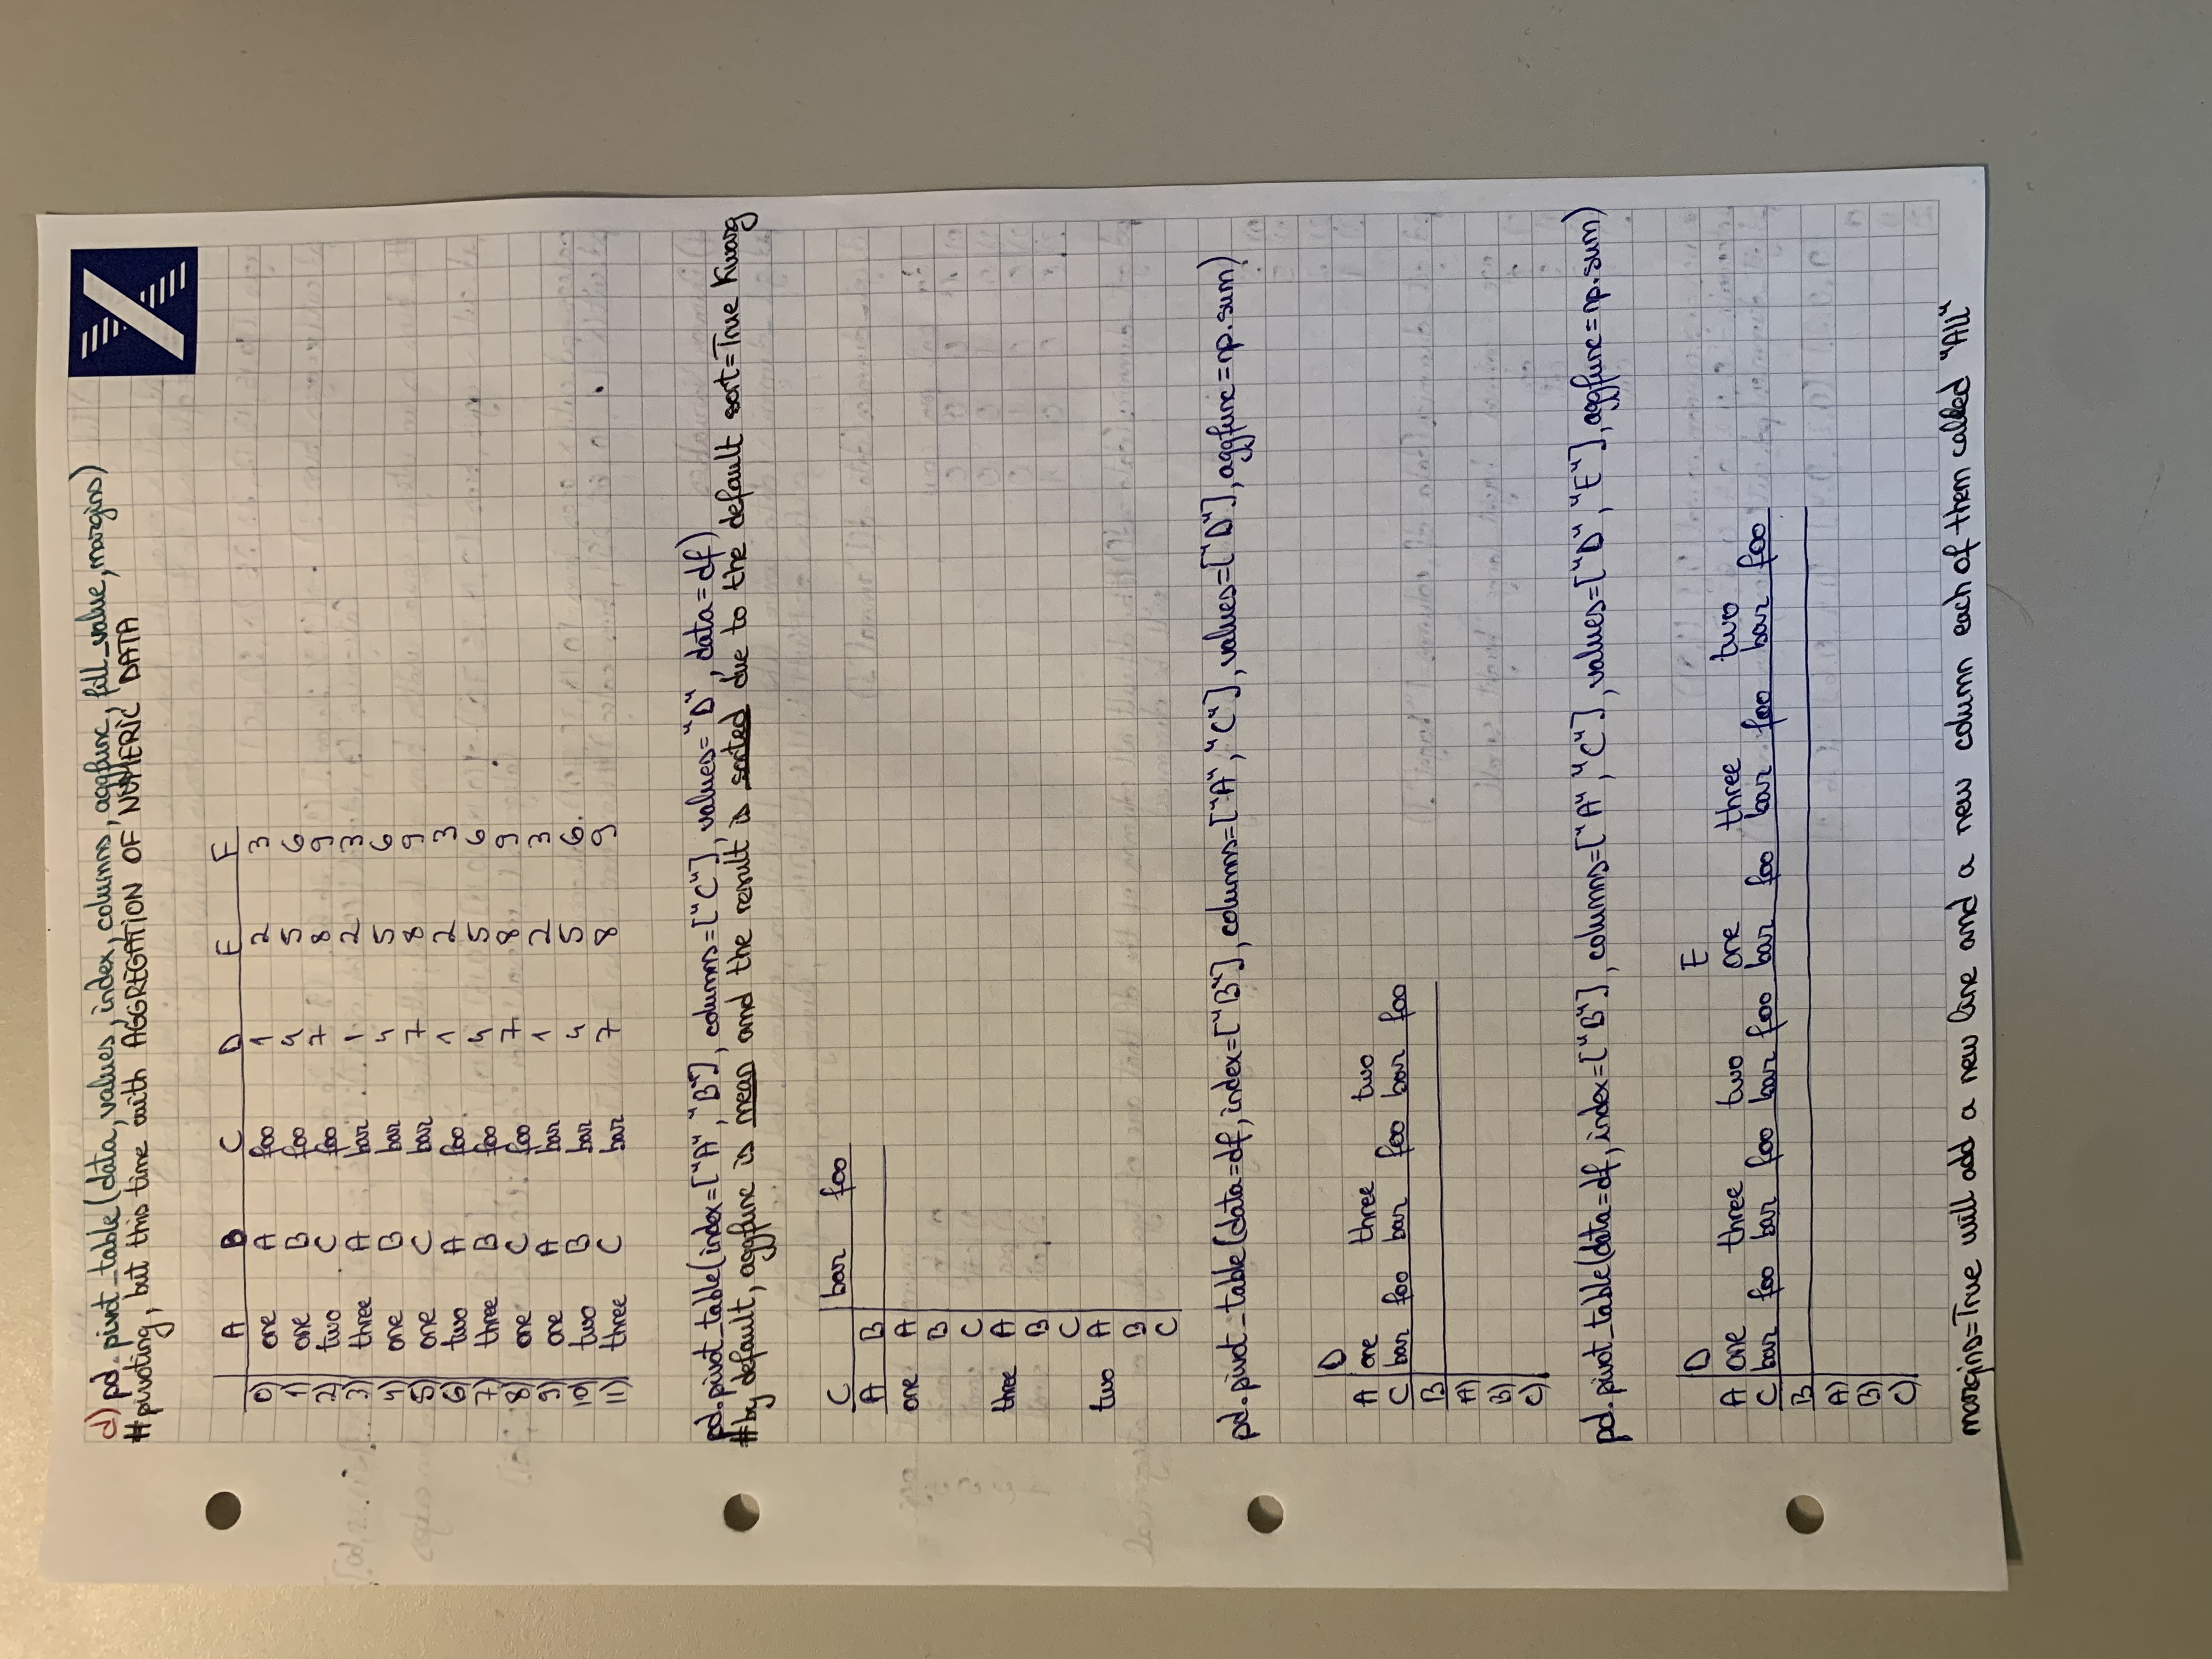 d) pd.pivot_table(data, values, index, columns, aggfunc, fill_value, margins)
# pivoting, but this time with AGGREGATION OF NUMERIC DATA
A B C D E F
0) one A foo 1 2 3
1) one B foo 4 5 6
2) two C foo 7 8 9
3) three A bar 1 2 3
4) one B bar 4 5 6
5) one C bar 7 8 9
6) two A foo 1 2 3
7) three B foo 4 5 6
8) one C foo 7 8 9
9) one A bar 1 2 3
10) two B bar 4 5 6
11) three C bar 7 8 9
pd.pivot_table(index=["A","B"], columns=["C"], values="D", data=df)
# by default, aggfunc is mean and the result is sorted due to the default sort=True kwarg
C bar foo
A B
one A
B
C
three A
B
C
two A
B
C
pd.pivot_table(data=df, index=["B"], columns=["A","C"], values=["D"], aggfunc=np.sum)
D
A one three two
C bar foo bar foo bar foo
B
A)
B)
C)
pd.pivot_table(data=df, index=["B"], columns=["A","C"], values=["D","E"], aggfunc=np.sum)
D E
A one three two one three two
C bar foo bar foo bar foo bar foo bar foo bar foo
B
A)
B)
C)
margins=True will add a new line and a new column each of them called "All"